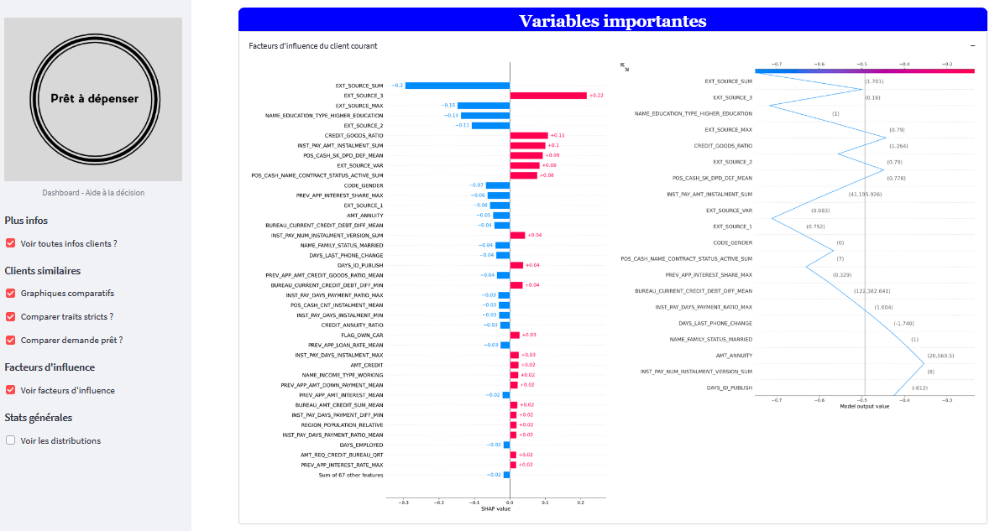 Prêt à dépenser
Dashboard - Aide à la décision
Plus infos
Voir toutes infos clients ?
Clients similaires
Graphiques comparatifs
Comparer traits stricts ?
Comparer demande prêt ?
Facteurs d'influence
Voir facteurs d'influence
Stats générales
Voir les distributions
Variables importantes
Facteurs d'influence du client courant
EXT_SOURCE_SUM −0.3
EXT_SOURCE_3 +0.22
EXT_SOURCE_MAX −0.15
NAME_EDUCATION_TYPE_HIGHER_EDUCATION −0.14
EXT_SOURCE_2 −0.11
CREDIT_GOODS_RATIO +0.11
INST_PAY_AMT_INSTALMENT_SUM +0.1
POS_CASH_SK_DPD_DEF_MEAN +0.09
EXT_SOURCE_VAR +0.08
POS_CASH_NAME_CONTRACT_STATUS_ACTIVE_SUM +0.08
CODE_GENDER −0.07
PREV_APP_INTEREST_SHARE_MAX −0.06
EXT_SOURCE_1 −0.06
AMT_ANNUITY −0.05
BUREAU_CURRENT_CREDIT_DEBT_DIFF_MEAN −0.04
INST_PAY_NUM_INSTALMENT_VERSION_SUM +0.04
NAME_FAMILY_STATUS_MARRIED −0.04
DAYS_LAST_PHONE_CHANGE −0.04
DAYS_ID_PUBLISH +0.04
PREV_APP_AMT_CREDIT_GOODS_RATIO_MEAN −0.04
BUREAU_CURRENT_CREDIT_DEBT_DIFF_MIN +0.04
INST_PAY_DAYS_PAYMENT_RATIO_MAX −0.03
POS_CASH_CNT_INSTALMENT_MEAN −0.03
INST_PAY_DAYS_INSTALMENT_MIN −0.03
CREDIT_ANNUITY_RATIO −0.03
FLAG_OWN_CAR +0.03
PREV_APP_LOAN_RATE_MEAN −0.03
INST_PAY_DAYS_INSTALMENT_MAX +0.03
AMT_CREDIT +0.02
NAME_INCOME_TYPE_WORKING +0.02
PREV_APP_AMT_DOWN_PAYMENT_MEAN +0.02
PREV_APP_AMT_INTEREST_MEAN −0.02
BUREAU_AMT_CREDIT_SUM_MEAN +0.02
INST_PAY_DAYS_PAYMENT_DIFF_MIN +0.02
REGION_POPULATION_RELATIVE +0.02
INST_PAY_DAYS_PAYMENT_RATIO_MEAN +0.02
DAYS_EMPLOYED −0.02
AMT_REQ_CREDIT_BUREAU_QRT +0.02
PREV_APP_INTEREST_RATE_MAX +0.02
Sum of 67 other features −0.02
−0.3 −0.2 −0.1 0.0 0.1 0.2
SHAP value
−0.7 −0.6 −0.5 −0.4 −0.3
EXT_SOURCE_SUM (1.701)
EXT_SOURCE_3 (0.16)
NAME_EDUCATION_TYPE_HIGHER_EDUCATION (1)
EXT_SOURCE_MAX (0.79)
CREDIT_GOODS_RATIO (1.264)
EXT_SOURCE_2 (0.79)
POS_CASH_SK_DPD_DEF_MEAN (0.778)
INST_PAY_AMT_INSTALMENT_SUM (41,195.926)
EXT_SOURCE_VAR (0.083)
EXT_SOURCE_1 (0.752)
CODE_GENDER (0)
POS_CASH_NAME_CONTRACT_STATUS_ACTIVE_SUM (7)
PREV_APP_INTEREST_SHARE_MAX (0.329)
BUREAU_CURRENT_CREDIT_DEBT_DIFF_MEAN (122,382.641)
INST_PAY_DAYS_PAYMENT_RATIO_MAX (1.004)
DAYS_LAST_PHONE_CHANGE (-1,740)
NAME_FAMILY_STATUS_MARRIED (1)
AMT_ANNUITY (20,560.5)
INST_PAY_NUM_INSTALMENT_VERSION_SUM (8)
DAYS_ID_PUBLISH (-812)
−0.7 −0.6 −0.5 −0.4 −0.3
Model output value